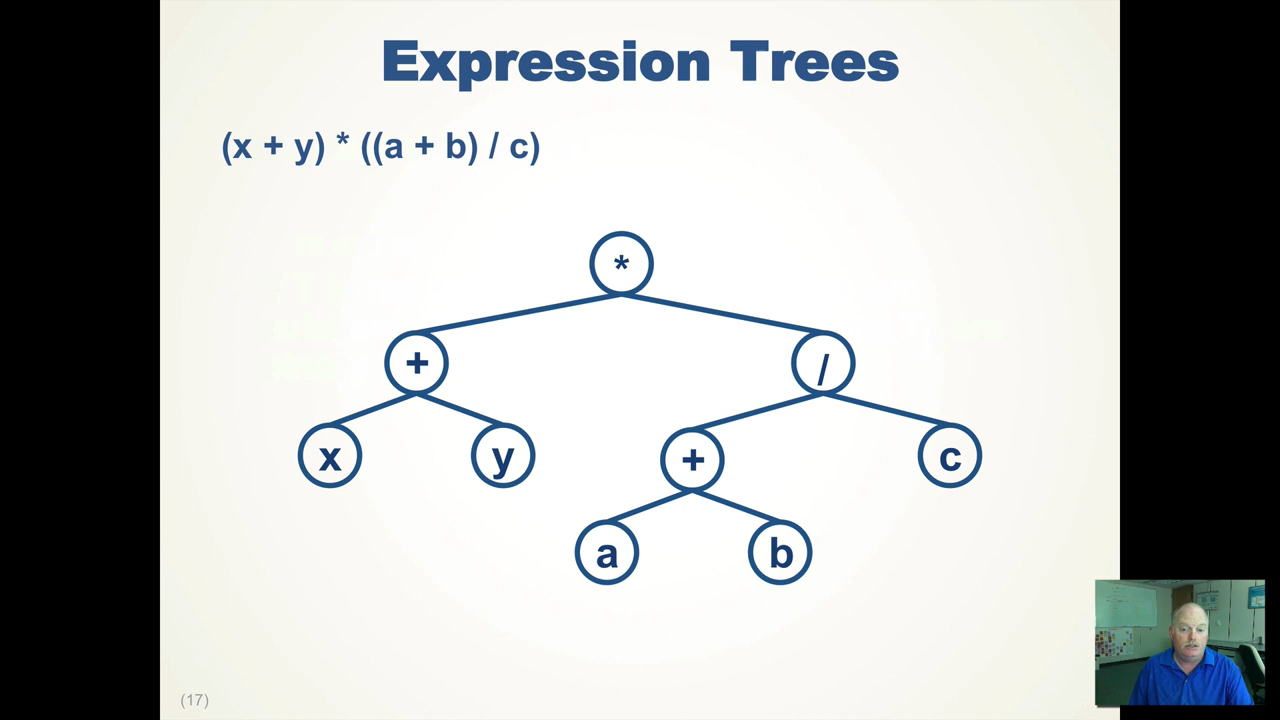 Expression Trees
(x + y) * ((a + b) / c)
*
+ /
x y + c
a b
(17)